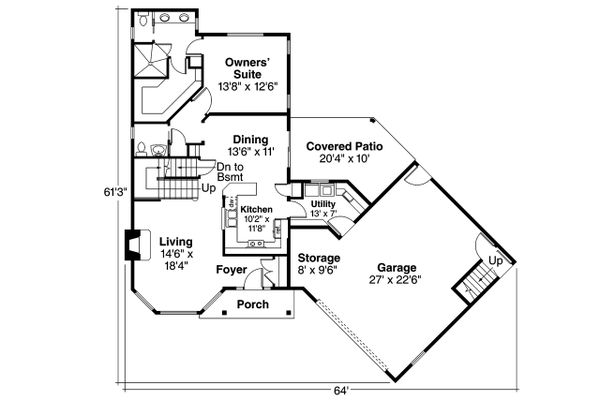 Owners'
Suite
13'8" x 12'6"
Dining
13'6" x 11'
Covered Patio
20'4" x 10'
Dn to
Bsmt
Up
61'3"
dw
Kitchen
10'2" x
11'8"
Utility
13' x 7'
Living
14'6" x
18'4"
Storage
8' x 9'6"
Garage
27' x 22'6"
Up
Foyer
Porch
64'